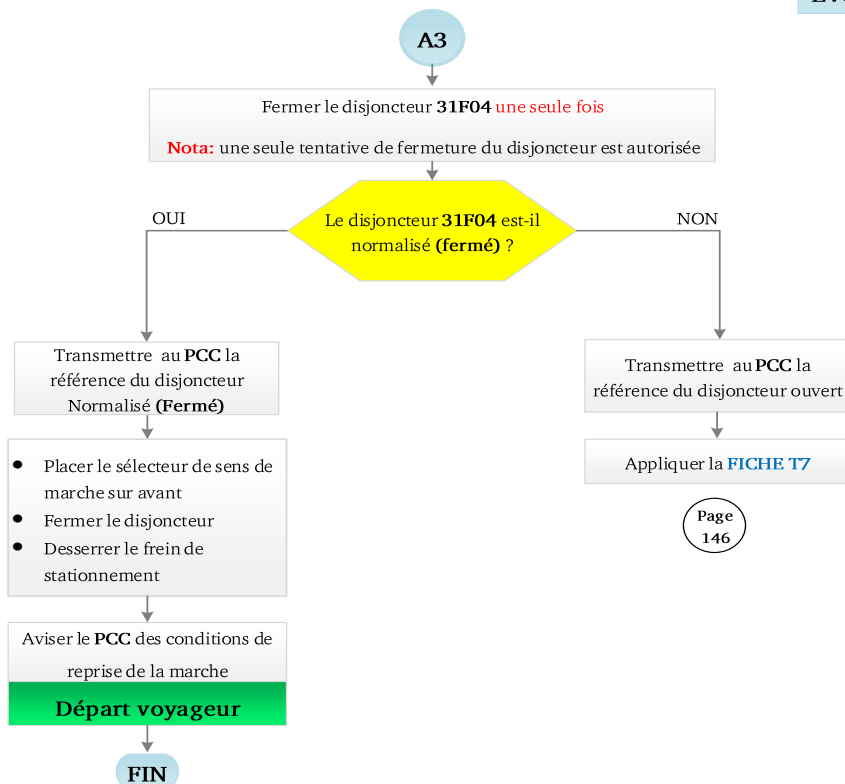 A3
Fermer le disjoncteur 31F04 une seule fois
Nota: une seule tentative de fermeture du disjoncteur est autorisée
Le disjoncteur 31F04 est-il
normalisé (fermé) ?
OUI
NON
Transmettre au PCC la
référence du disjoncteur
Normalisé (Fermé)
• Placer le sélecteur de sens de
marche sur avant
• Fermer le disjoncteur
• Desserrer le frein de
stationnement
Aviser le PCC des conditions de
reprise de la marche
Départ voyageur
FIN
Transmettre au PCC la
référence du disjoncteur ouvert
Appliquer la FICHE T7
Page
146